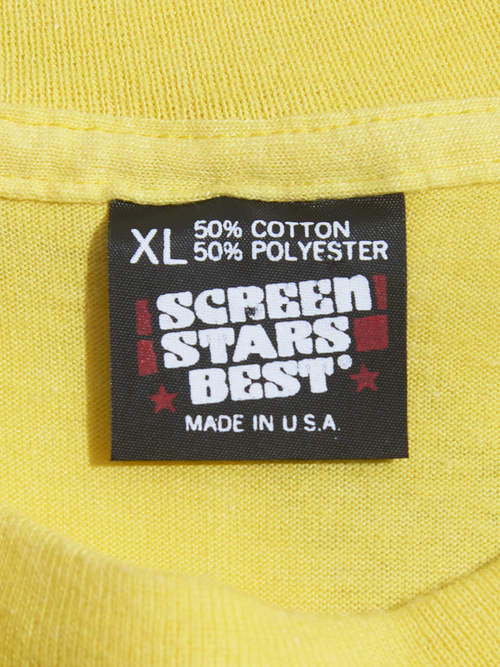 XL 50% COTTON
50% POLYESTER
SCREEN
STARS
BEST®
MADE IN U.S.A.